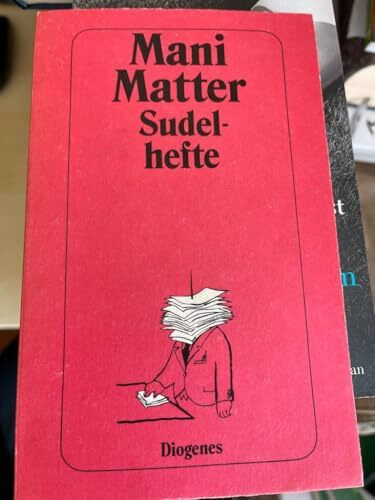 Mani
Matter
Sudel-
hefte
Diogenes